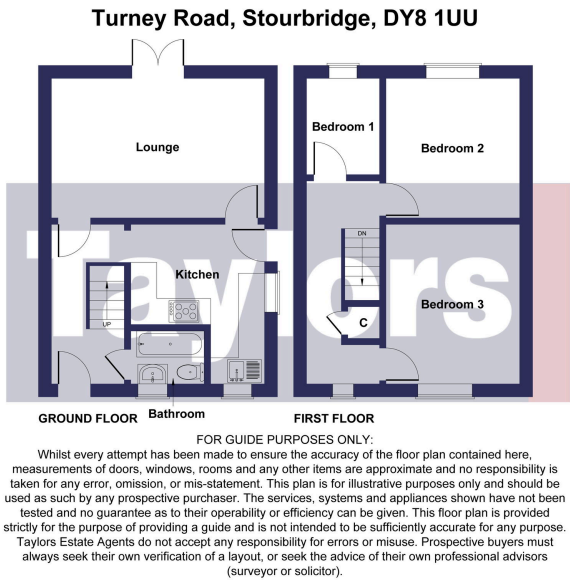 Turney Road, Stourbridge, DY8 1UU
Lounge
Bedroom 1
Bedroom 2
DN
Kitchen
Taylors
Bedroom 3
UP
C
Bathroom
GROUND FLOOR
FIRST FLOOR
FOR GUIDE PURPOSES ONLY:
Whilst every attempt has been made to ensure the accuracy of the floor plan contained here,
measurements of doors, windows, rooms and any other items are approximate and no responsibility is
taken for any error, omission, or mis-statement. This plan is for illustrative purposes only and should be
used as such by any prospective purchaser. The services, systems and appliances shown have not been
tested and no guarantee as to their operability or efficiency can be given. This floor plan is provided
strictly for the purpose of providing a guide and is not intended to be sufficiently accurate for any purpose.
Taylors Estate Agents do not accept any responsibility for errors or misuse. Prospective buyers must
always seek their own verification of a layout, or seek the advice of their own professional advisors
(surveyor or solicitor).